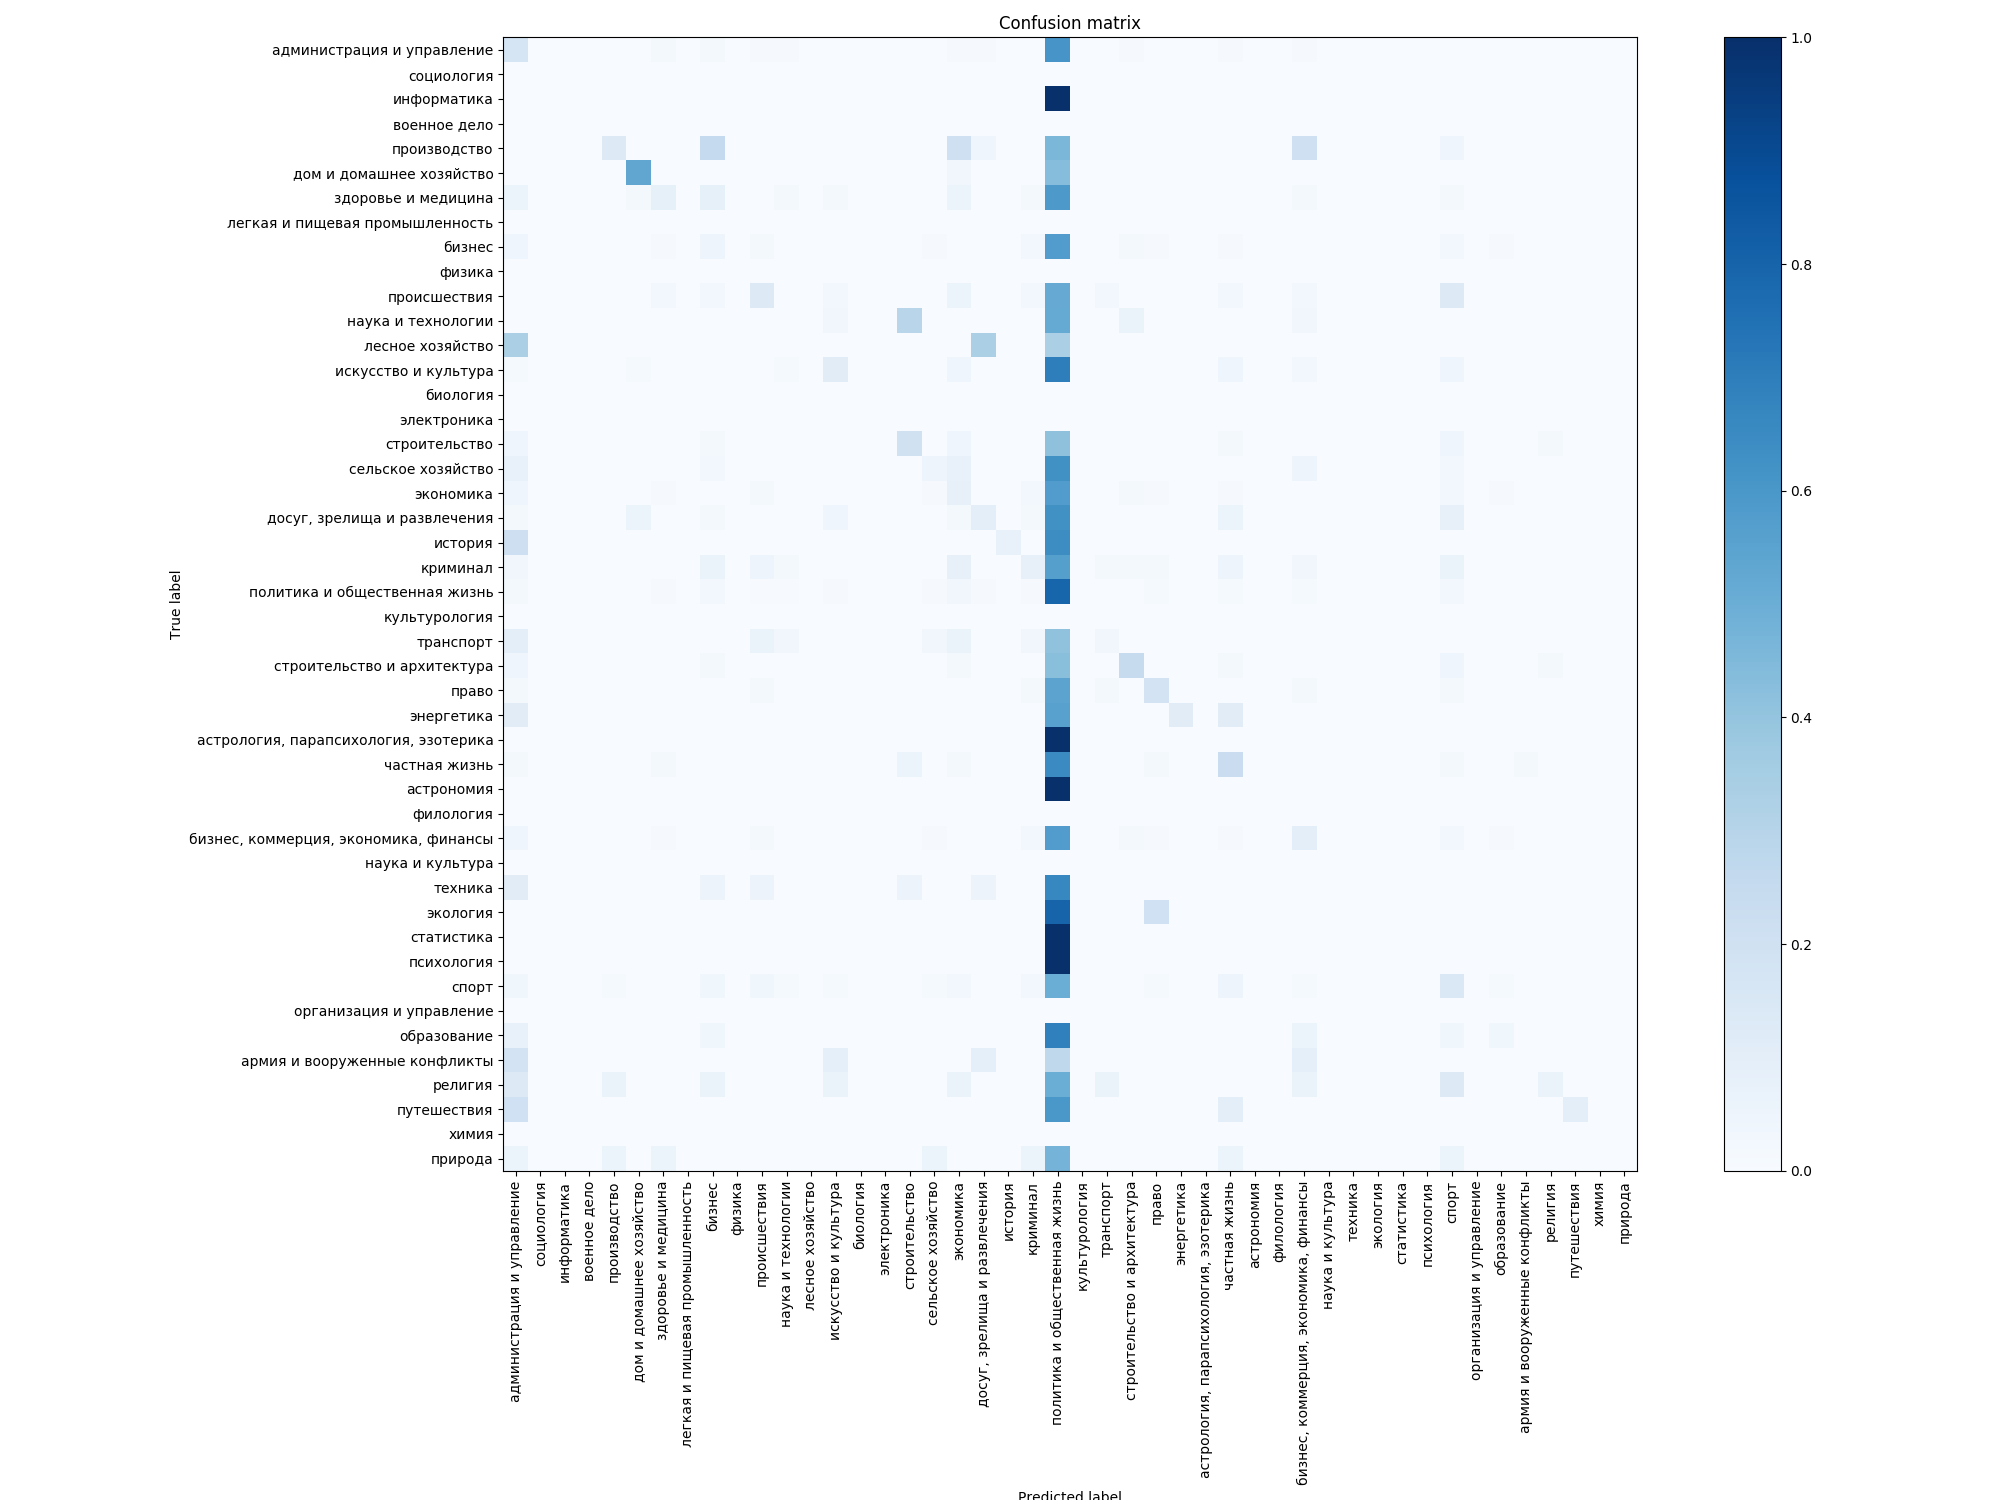 Confusion matrix
True label
администрация и управление
социология
информатика
военное дело
производство
дом и домашнее хозяйство
здоровье и медицина
легкая и пищевая промышленность
бизнес
физика
происшествия
наука и технологии
лесное хозяйство
искусство и культура
биология
электроника
строительство
сельское хозяйство
экономика
досуг, зрелища и развлечения
история
криминал
политика и общественная жизнь
культурология
транспорт
строительство и архитектура
право
энергетика
астрология, парапсихология, эзотерика
частная жизнь
астрономия
филология
бизнес, коммерция, экономика, финансы
наука и культура
техника
экология
статистика
психология
спорт
организация и управление
образование
армия и вооруженные конфликты
религия
путешествия
химия
природа
администрация и управление
социология
информатика
военное дело
производство
дом и домашнее хозяйство
здоровье и медицина
легкая и пищевая промышленность
бизнес
физика
происшествия
наука и технологии
лесное хозяйство
искусство и культура
биология
электроника
строительство
сельское хозяйство
экономика
досуг, зрелища и развлечения
история
криминал
политика и общественная жизнь
культурология
транспорт
строительство и архитектура
право
энергетика
астрология, парапсихология, эзотерика
частная жизнь
астрономия
филология
бизнес, коммерция, экономика, финансы
наука и культура
техника
экология
статистика
психология
спорт
организация и управление
образование
армия и вооруженные конфликты
религия
путешествия
химия
природа
Predicted label
1.0
0.8
0.6
0.4
0.2
0.0